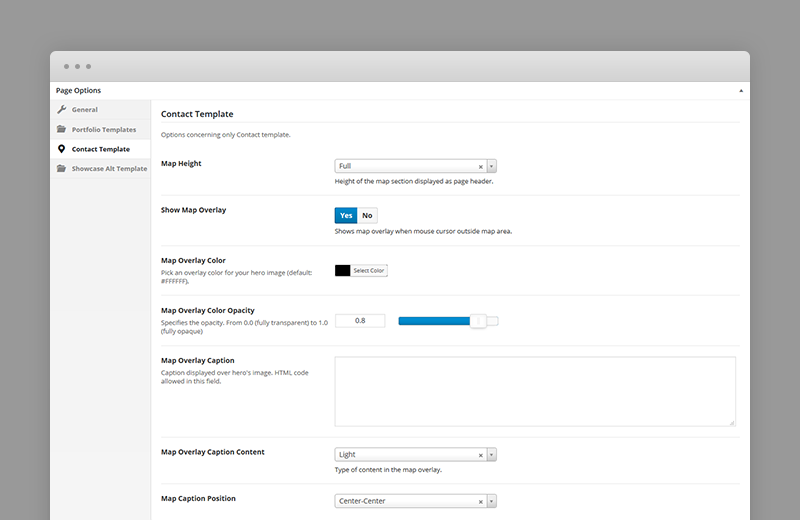 Page Options
General
Portfolio Templates
Contact Template
Showcase Alt Template
Contact Template
Options concerning only Contact template.
Map Height
Full
Height of the map section displayed as page header.
Show Map Overlay
Yes No
Shows map overlay when mouse cursor outside map area.
Map Overlay Color
Pick an overlay color for your hero image (default:
#FFFFFF).
Select Color
Map Overlay Color Opacity
Specifies the opacity. From 0.0 (fully transparent) to 1.0
(fully opaque)
0.8
Map Overlay Caption
Caption displayed over hero's image. HTML code
allowed in this field.
Map Overlay Caption Content
Light
Type of content in the map overlay.
Map Caption Position
Center-Center